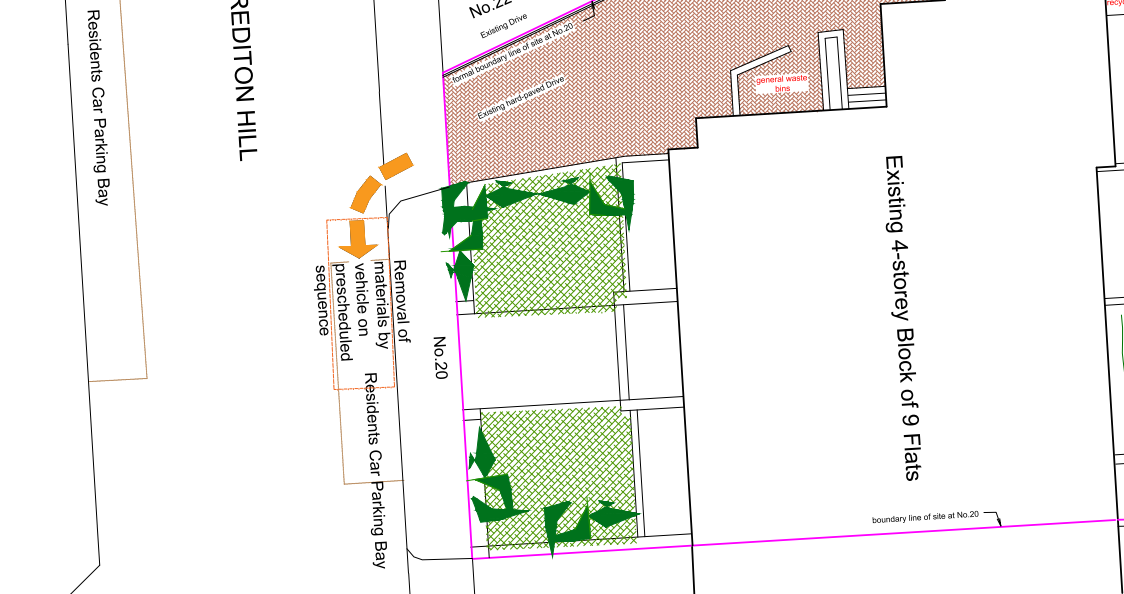 Residents Car Parking Bay
REDITON HILL
No.22
Existing Drive
formal boundary line of site at No.20
Existing hard-paved Drive
general waste
bins
Existing 4-storey Block of 9 Flats
Removal of
materials by
vehicle on
prescheduled
sequence
No.20
Residents Car Parking Bay
boundary line of site at No.20